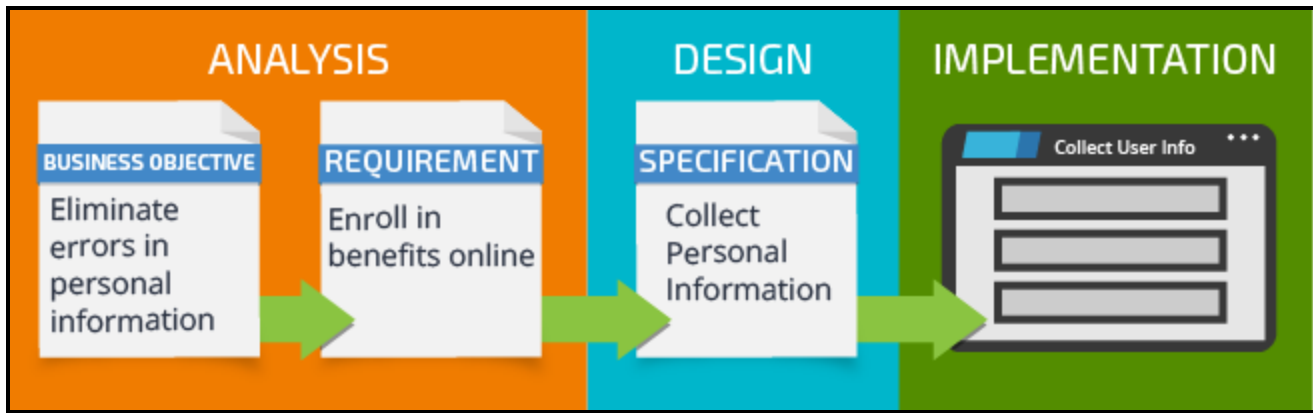 ANALYSIS
DESIGN
IMPLEMENTATION
BUSINESS OBJECTIVE
Eliminate
errors in
personal
information
REQUIREMENT
Enroll in
benefits online
SPECIFICATION
Collect
Personal
Information
Collect User Info